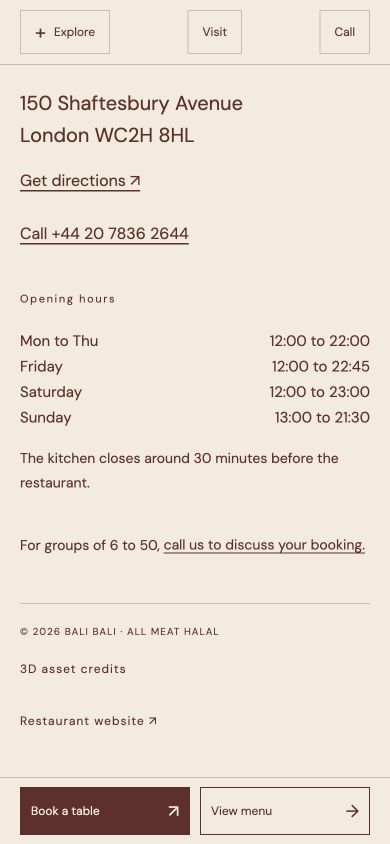 + Explore
Visit
Call
150 Shaftesbury Avenue
London WC2H 8HL
Get directions ↗
Call +44 20 7836 2644
Opening hours
Mon to Thu 12:00 to 22:00
Friday 12:00 to 22:45
Saturday 12:00 to 23:00
Sunday 13:00 to 21:30
The kitchen closes around 30 minutes before the
restaurant.
For groups of 6 to 50, call us to discuss your booking.
© 2026 BALI BALI · ALL MEAT HALAL
3D asset credits
Restaurant website ↗
Book a table ↗
View menu →